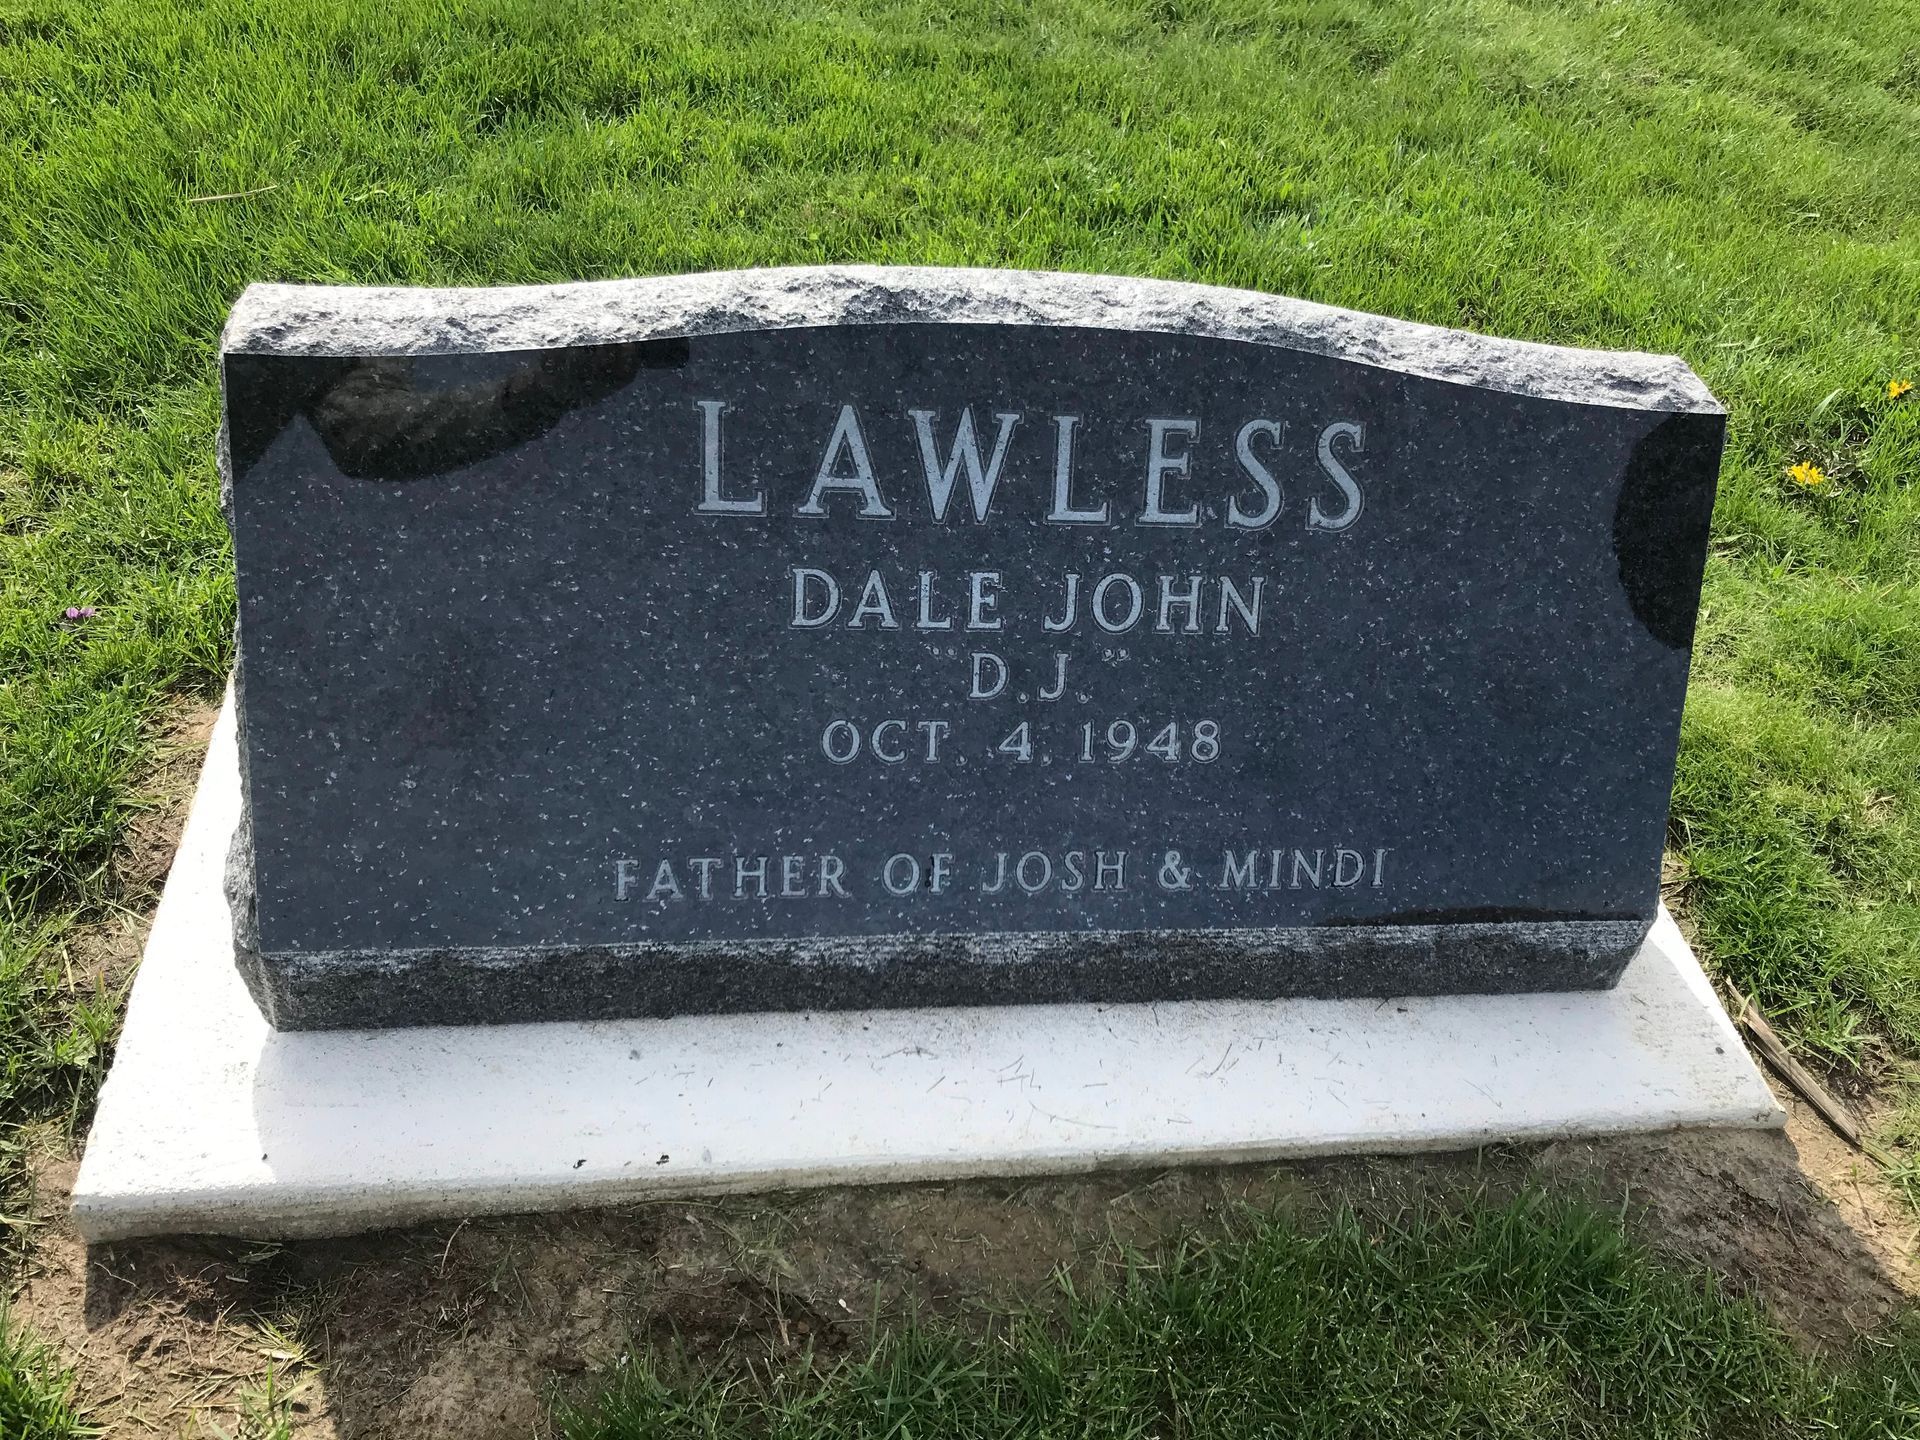 LAWLESS
DALE JOHN
"D.J."
OCT. 4, 1948
FATHER OF JOSH & MINDI